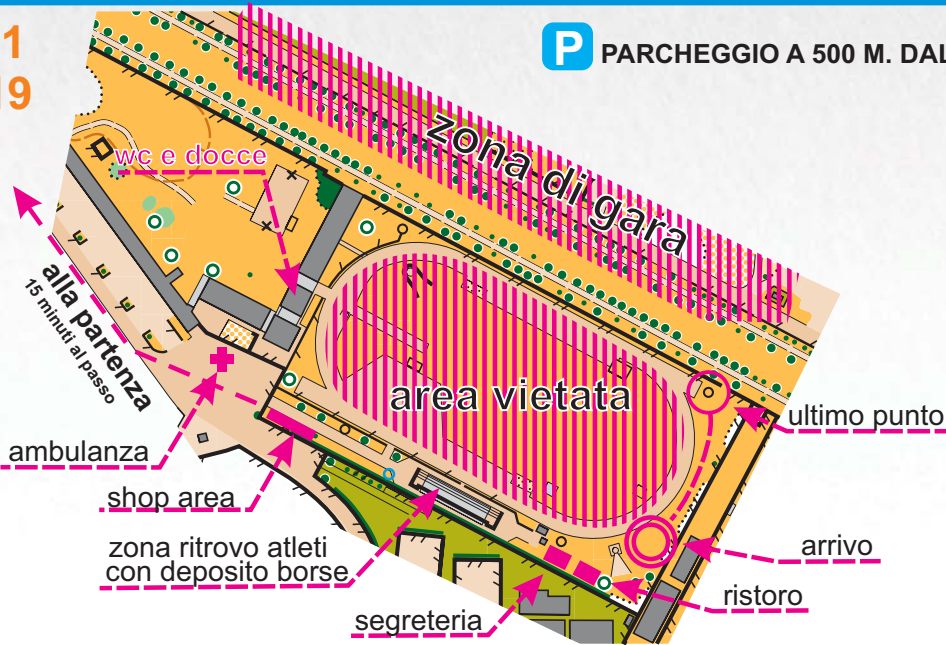 1
19
P PARCHEGGIO A 500 M. DAL
zona di gara
wc e docce
alla partenza
15 minuti al passo
area vietata
ultimo punto
ambulanza
shop area
zona ritrovo atleti
con deposito borse
arrivo
ristoro
segreteria